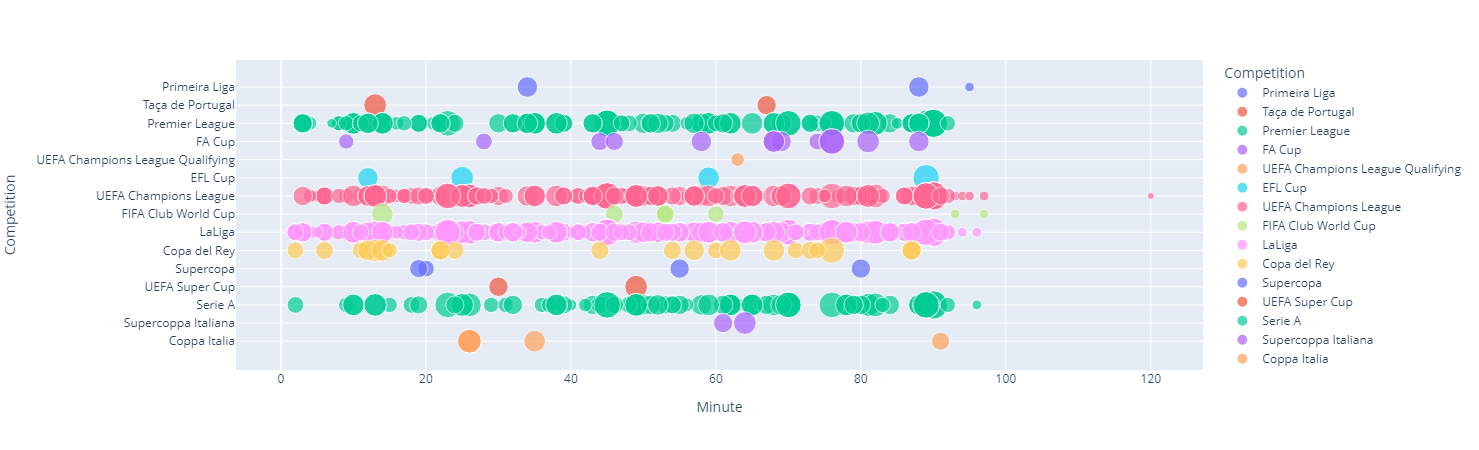 Competition
Primeira Liga
Taça de Portugal
Premier League
FA Cup
UEFA Champions League Qualifying
EFL Cup
UEFA Champions League
FIFA Club World Cup
LaLiga
Copa del Rey
Supercopa
UEFA Super Cup
Serie A
Supercoppa Italiana
Coppa Italia
0 20 40 60 80 100 120
Minute
Competition
Primeira Liga
Taça de Portugal
Premier League
FA Cup
UEFA Champions League Qualifying
EFL Cup
UEFA Champions League
FIFA Club World Cup
LaLiga
Copa del Rey
Supercopa
UEFA Super Cup
Serie A
Supercoppa Italiana
Coppa Italia